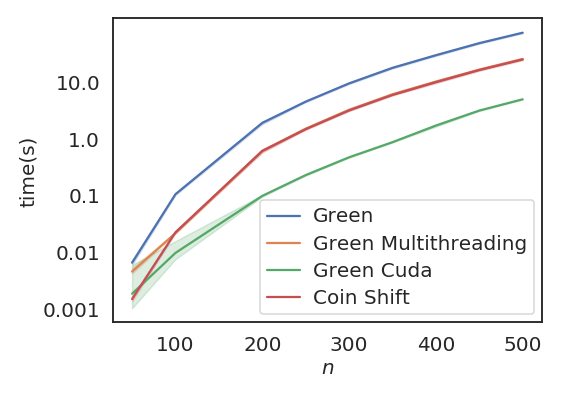 time(s)
10.0
1.0
0.1
0.01
0.001
Green
Green Multithreading
Green Cuda
Coin Shift
100 200 300 400 500
n